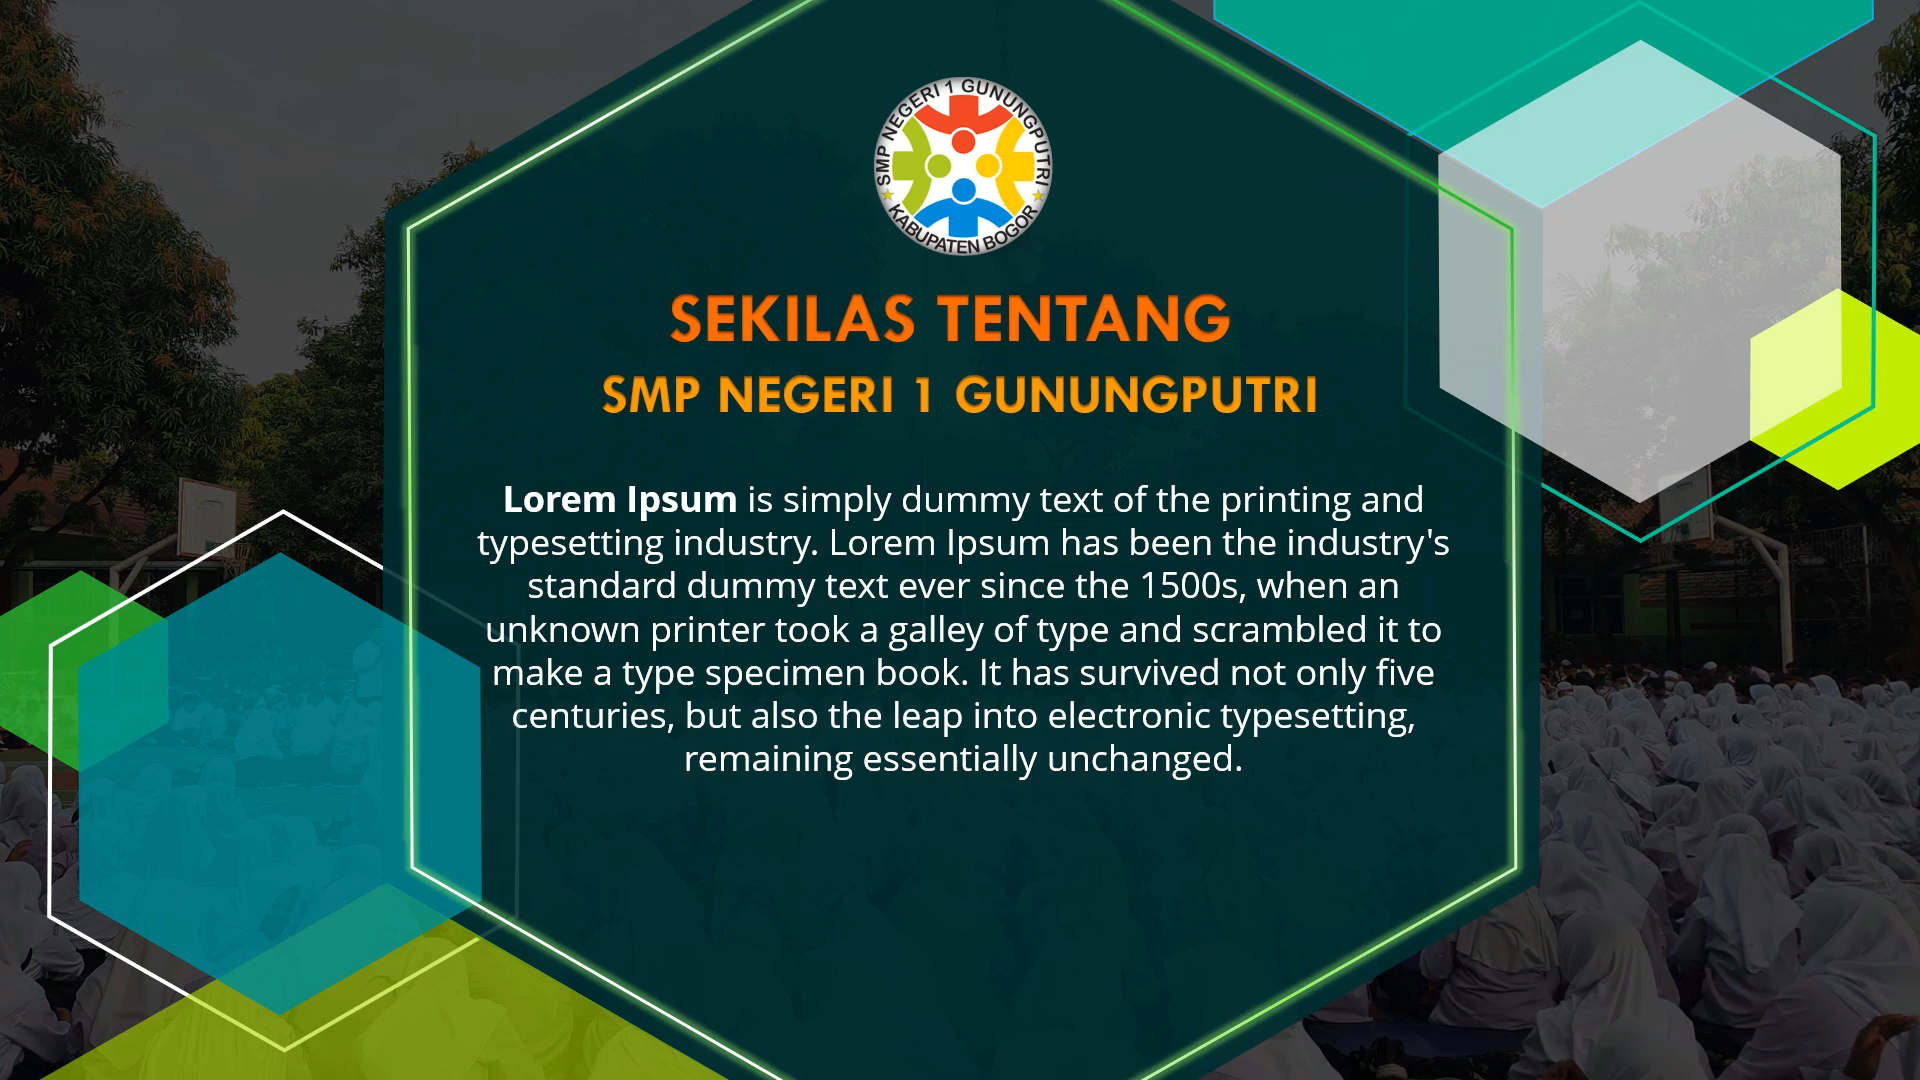 SMP NEGERI 1 GUNUNGPUTRI
KABUPATEN BOGOR
SEKILAS TENTANG
SMP NEGERI 1 GUNUNGPUTRI
Lorem Ipsum is simply dummy text of the printing and
typesetting industry. Lorem Ipsum has been the industry's
standard dummy text ever since the 1500s, when an
unknown printer took a galley of type and scrambled it to
make a type specimen book. It has survived not only five
centuries, but also the leap into electronic typesetting,
remaining essentially unchanged.